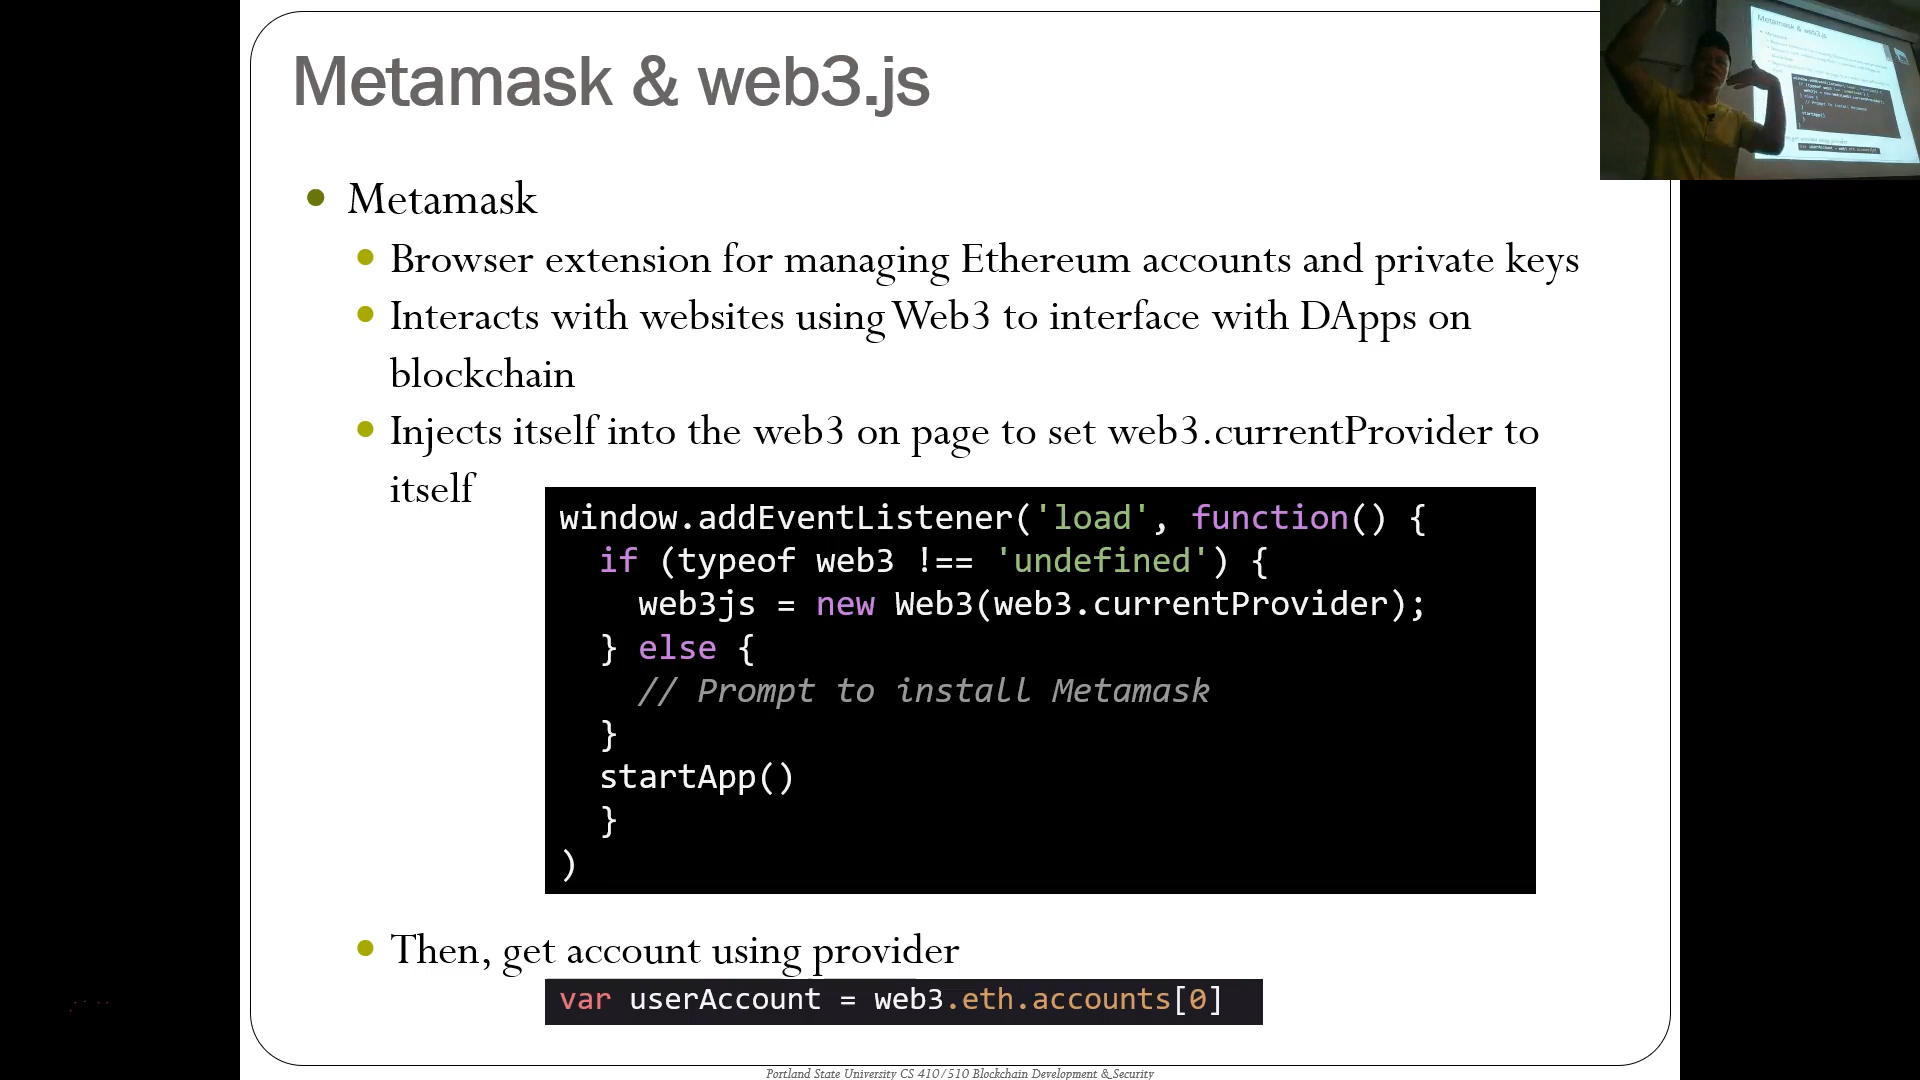 Metamask & web3.js
Metamask
Browser extension for managing Ethereum accounts and private keys
Interacts with websites using Web3 to interface with DApps on
blockchain
Injects itself into the web3 on page to set web3.currentProvider to
itself
window.addEventListener('load', function() {
if (typeof web3 !== 'undefined') {
web3js = new Web3(web3.currentProvider);
} else {
// Prompt to install Metamask
}
startApp()
}
)
Then, get account using provider
var userAccount = web3.eth.accounts[0]
Portland State University CS 410/510 Blockchain Development & Security
Metamask & web3.js